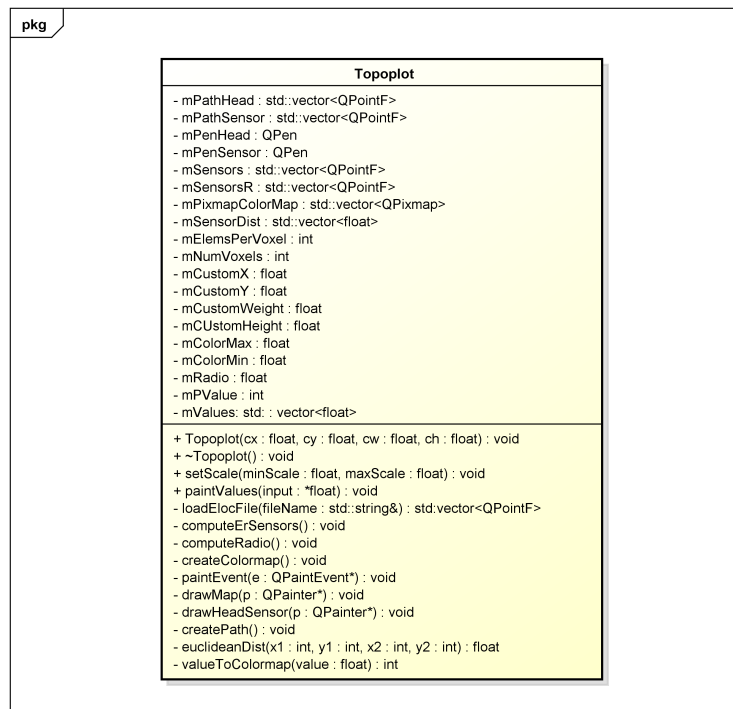 pkg
Topoplot
- mPathHead : std::vector<QPointF>
- mPathSensor : std::vector<QPointF>
- mPenHead : QPen
- mPenSensor : QPen
- mSensors : std::vector<QPointF>
- mSensorsR : std::vector<QPointF>
- mPixmapColorMap : std::vector<QPixmap>
- mSensorDist : std::vector<float>
- mElemsPerVoxel : int
- mNumVoxels : int
- mCustomX : float
- mCustomY : float
- mCustomWeight : float
- mCUstomHeight : float
- mColorMax : float
- mColorMin : float
- mRadio : float
- mPValue : int
- mValues: std: : vector<float>
+ Topoplot(cx : float, cy : float, cw : float, ch : float) : void
+ ~Topoplot() : void
+ setScale(minScale : float, maxScale : float) : void
+ paintValues(input : *float) : void
- loadElocFile(fileName : std::string&) : std:vector<QPointF>
- computeErSensors() : void
- computeRadio() : void
- createColormap() : void
- paintEvent(e : QPaintEvent*) : void
- drawMap(p : QPainter*) : void
- drawHeadSensor(p : QPainter*) : void
- createPath() : void
- euclideanDist(x1 : int, y1 : int, x2 : int, y2 : int) : float
- valueToColormap(value : float) : int